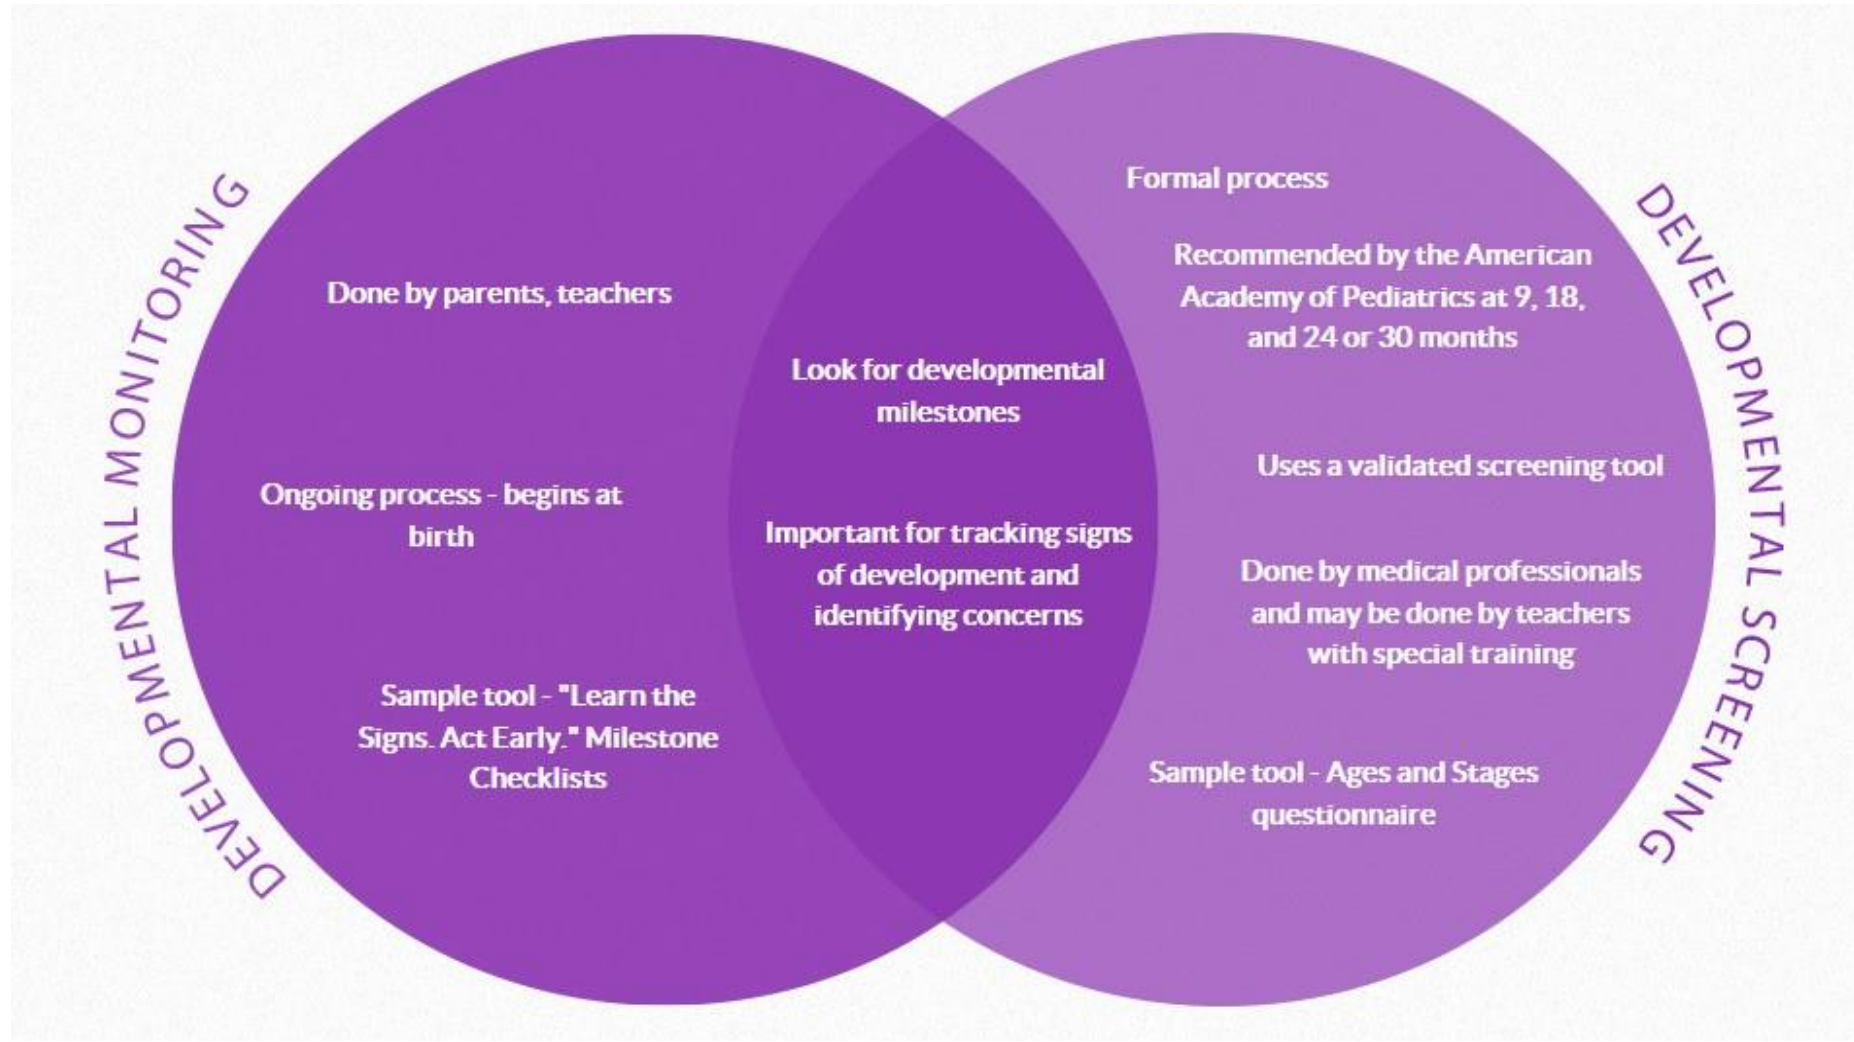 DEVELOPMENTAL MONITORING
Done by parents, teachers
Ongoing process - begins at
birth
Sample tool - "Learn the
Signs. Act Early." Milestone
Checklists
Look for developmental
milestones
Important for tracking signs
of development and
identifying concerns
DEVELOPMENTAL SCREENING
Formal process
Recommended by the American
Academy of Pediatrics at 9, 18,
and 24 or 30 months
Uses a validated screening tool
Done by medical professionals
and may be done by teachers
with special training
Sample tool - Ages and Stages
questionnaire